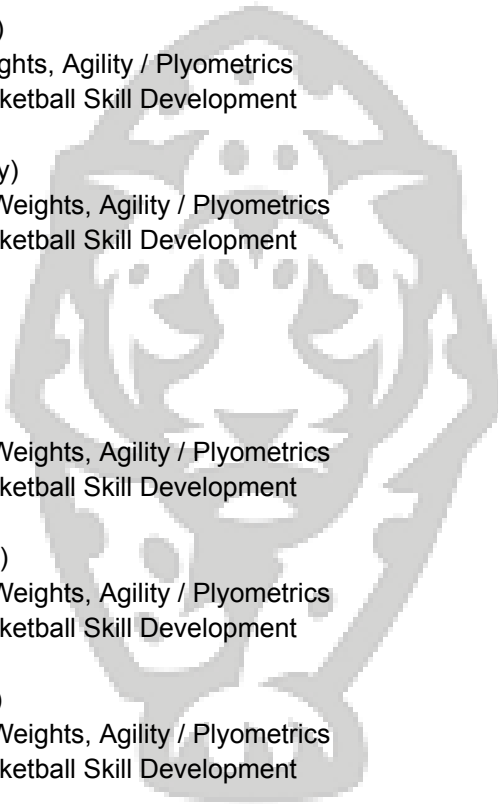 )
ghts, Agility / Plyometrics
ketball Skill Development
y)
Weights, Agility / Plyometrics
ketball Skill Development
Weights, Agility / Plyometrics
ketball Skill Development
)
Weights, Agility / Plyometrics
ketball Skill Development
)
Weights, Agility / Plyometrics
ketball Skill Development